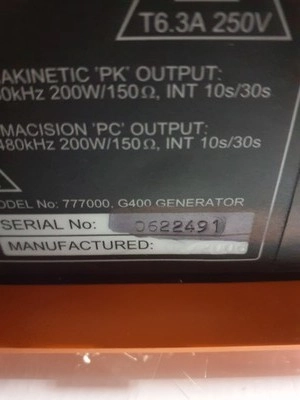 T6.3A 250V
AKINETIC 'PK' OUTPUT:
0kHz 200W/150Ω, INT 10s/30s
MACISION 'PC' OUTPUT:
480kHz 200W/150Ω, INT 10s/30s
ODEL No: 777000, G400 GENERATOR
SERIAL No: 0622491
MANUFACTURED: